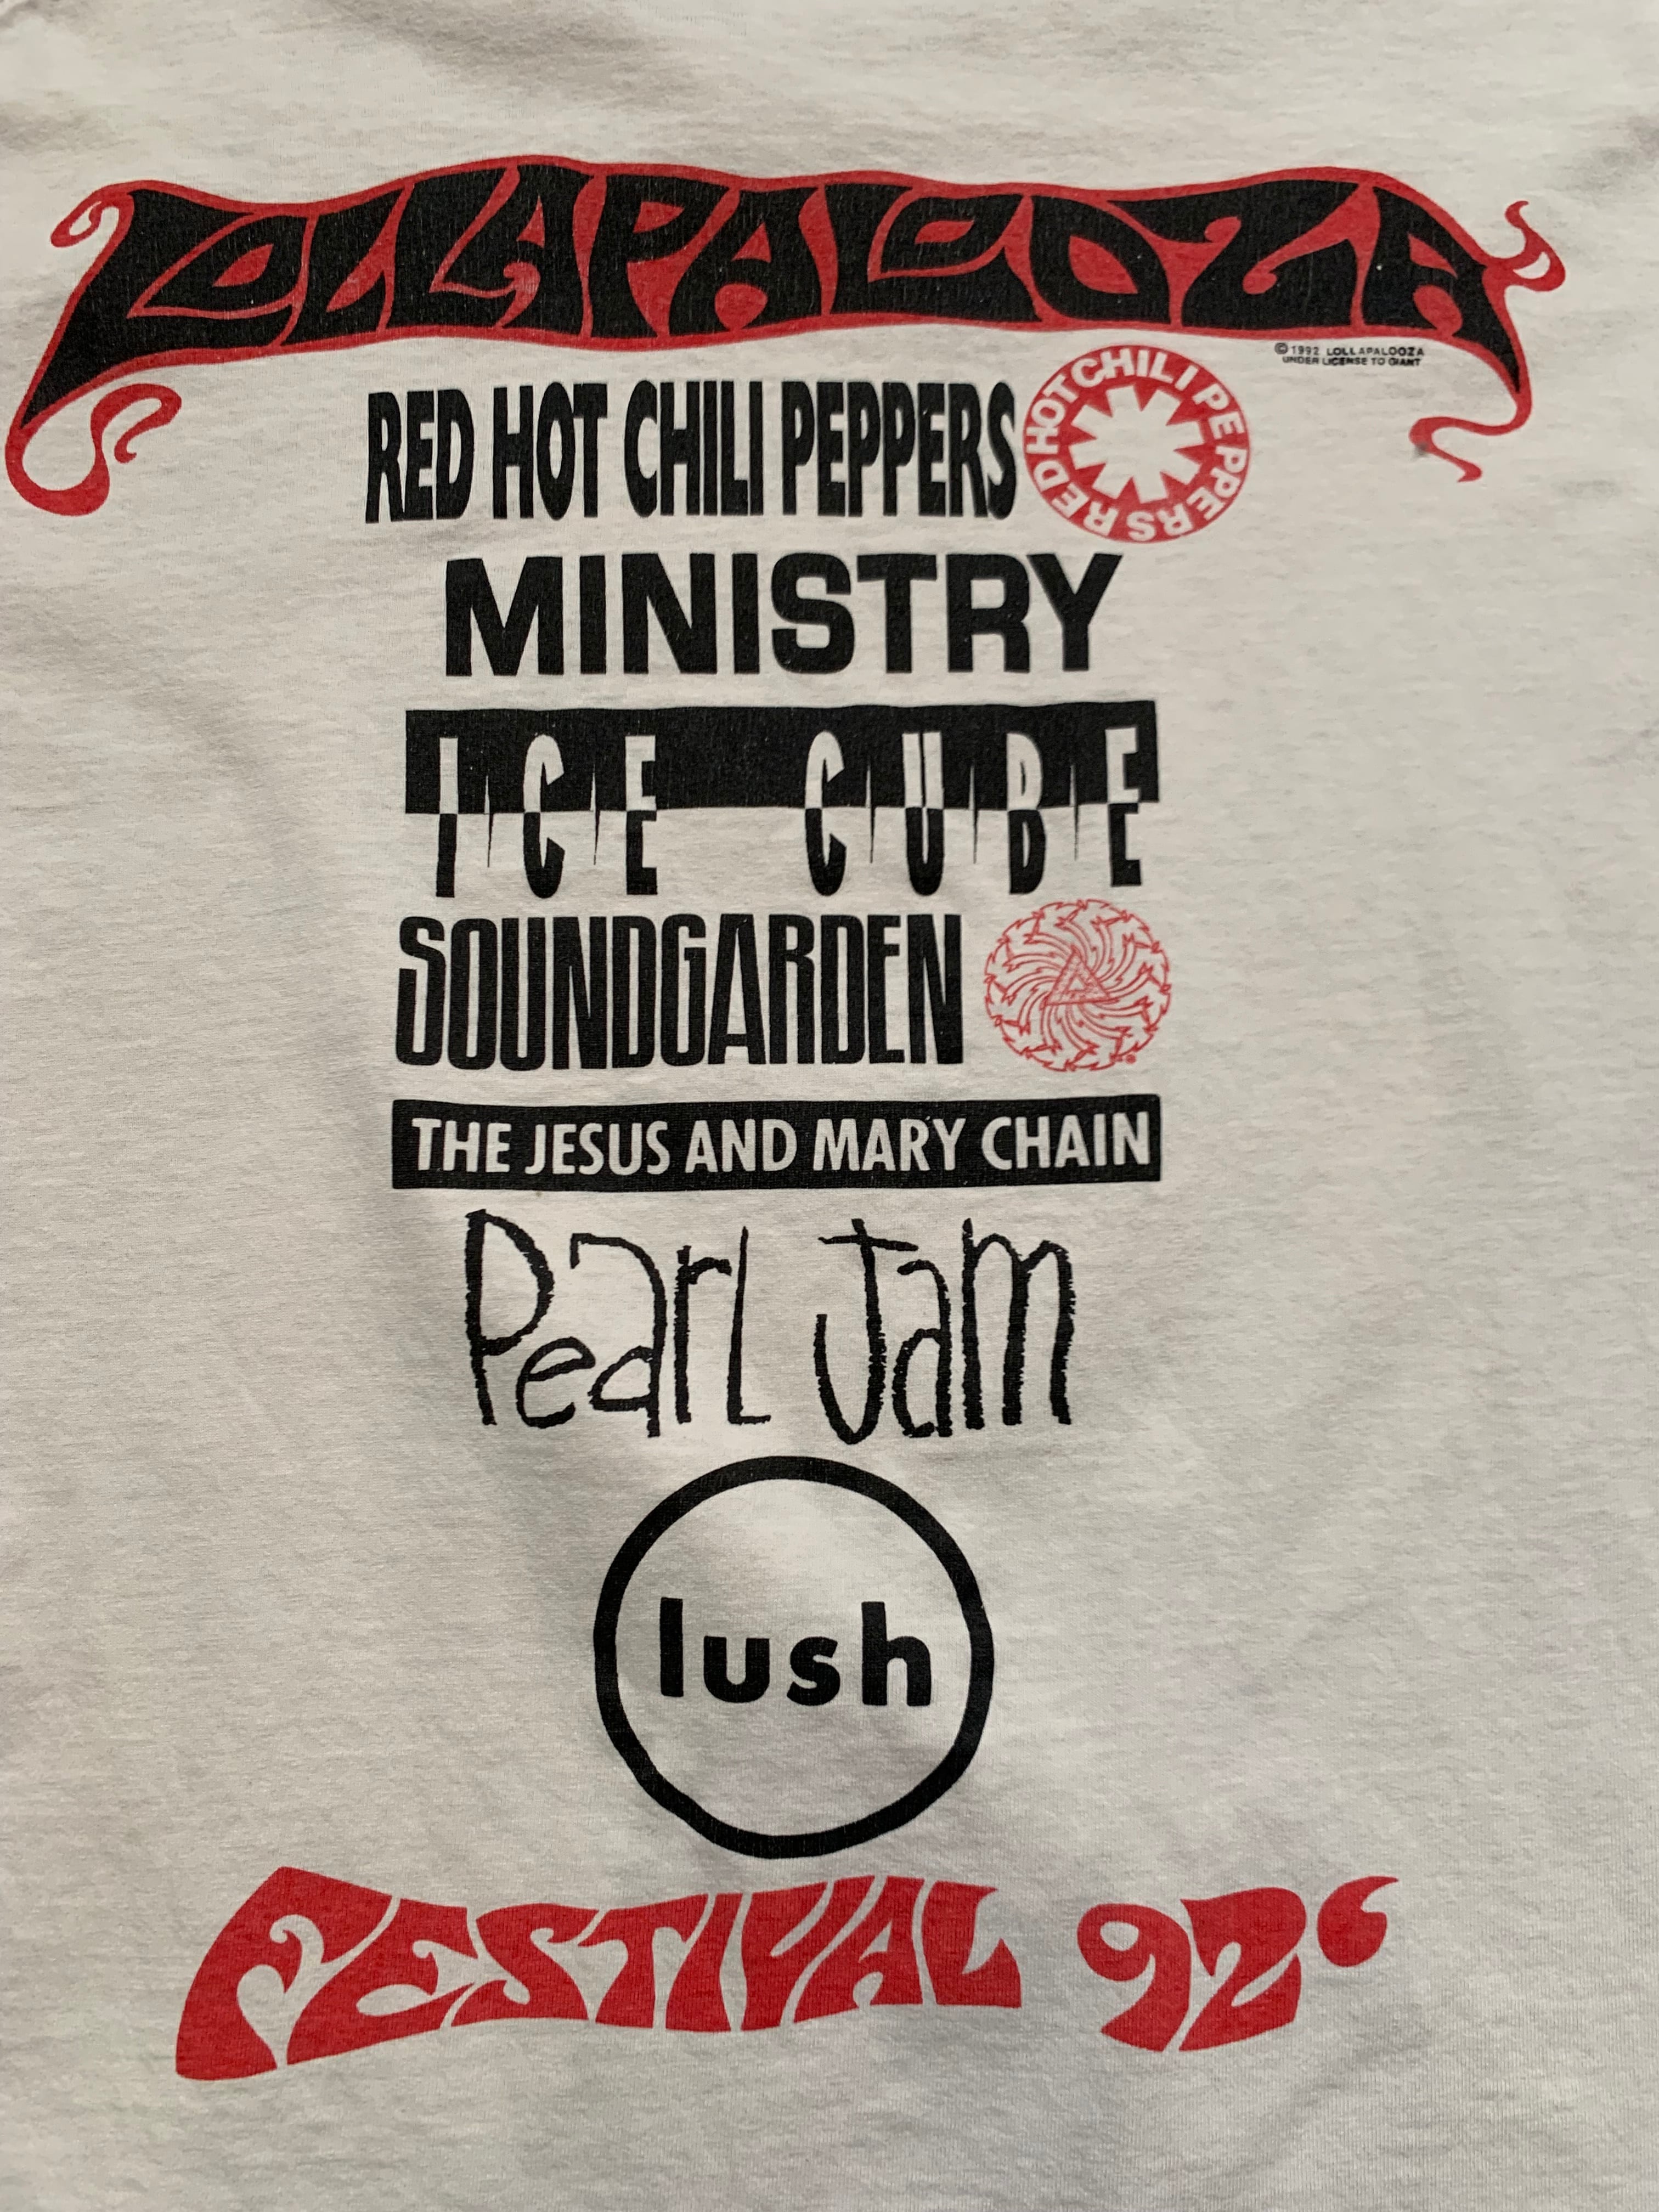 LOLLAPALOOZA
©1992 LOLLAPALOOZA
UNDER LICENSE TO GIANT
RED HOT CHILI PEPPERS
RED HOT CHILI PEPPERS
MINISTRY
ICE CUBE
SOUNDGARDEN
THE JESUS AND MARY CHAIN
Pearl Jam
lush
FESTIVAL 92‘